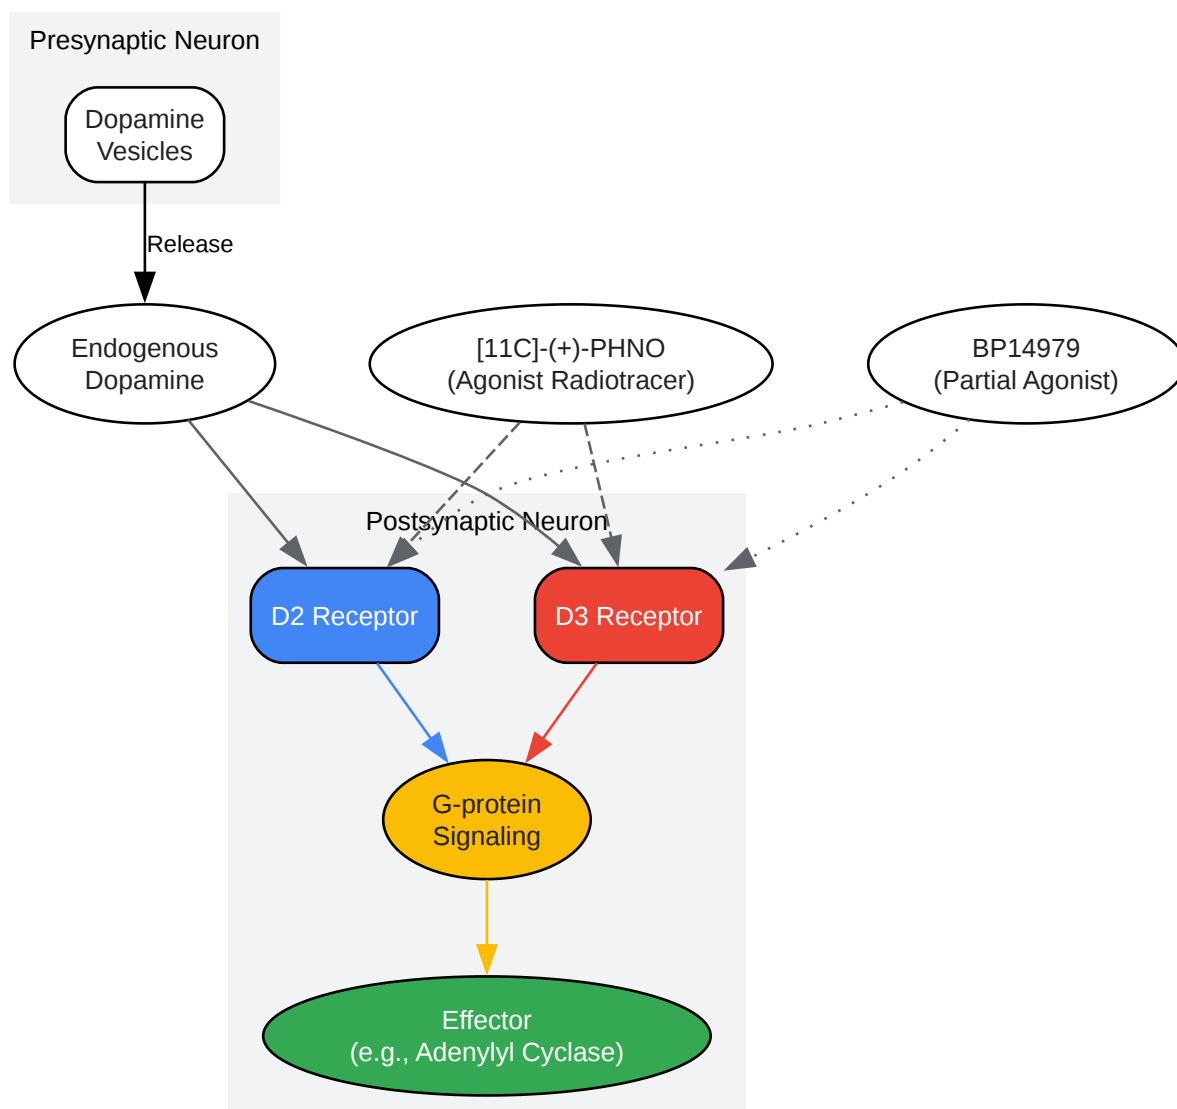 Presynaptic Neuron
Dopamine
Vesicles
Release
Endogenous
Dopamine
[11C]-(+)-PHNO
(Agonist Radiotracer)
BP14979
(Partial Agonist)
Postsynaptic Neuron
D2 Receptor
D3 Receptor
G-protein
Signaling
Effector
(e.g., Adenylyl Cyclase)